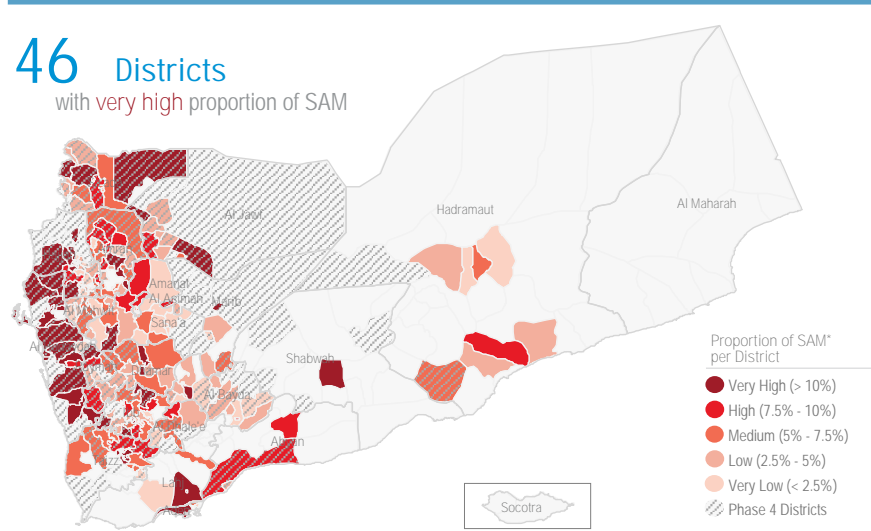 46 Districts
with very high proportion of SAM
Al Jawf
Hadramaut
Al Maharah
Amanat
Al Asimah
Marib
Sana'a
Shabwah
Dhamar
Al Bayda
Al Dhale'e
Abyan
Socotra
Proportion of SAM*
per District
Very High (> 10%)
High (7.5% - 10%)
Medium (5% - 7.5%)
Low (2.5% - 5%)
Very Low (< 2.5%)
Phase 4 Districts